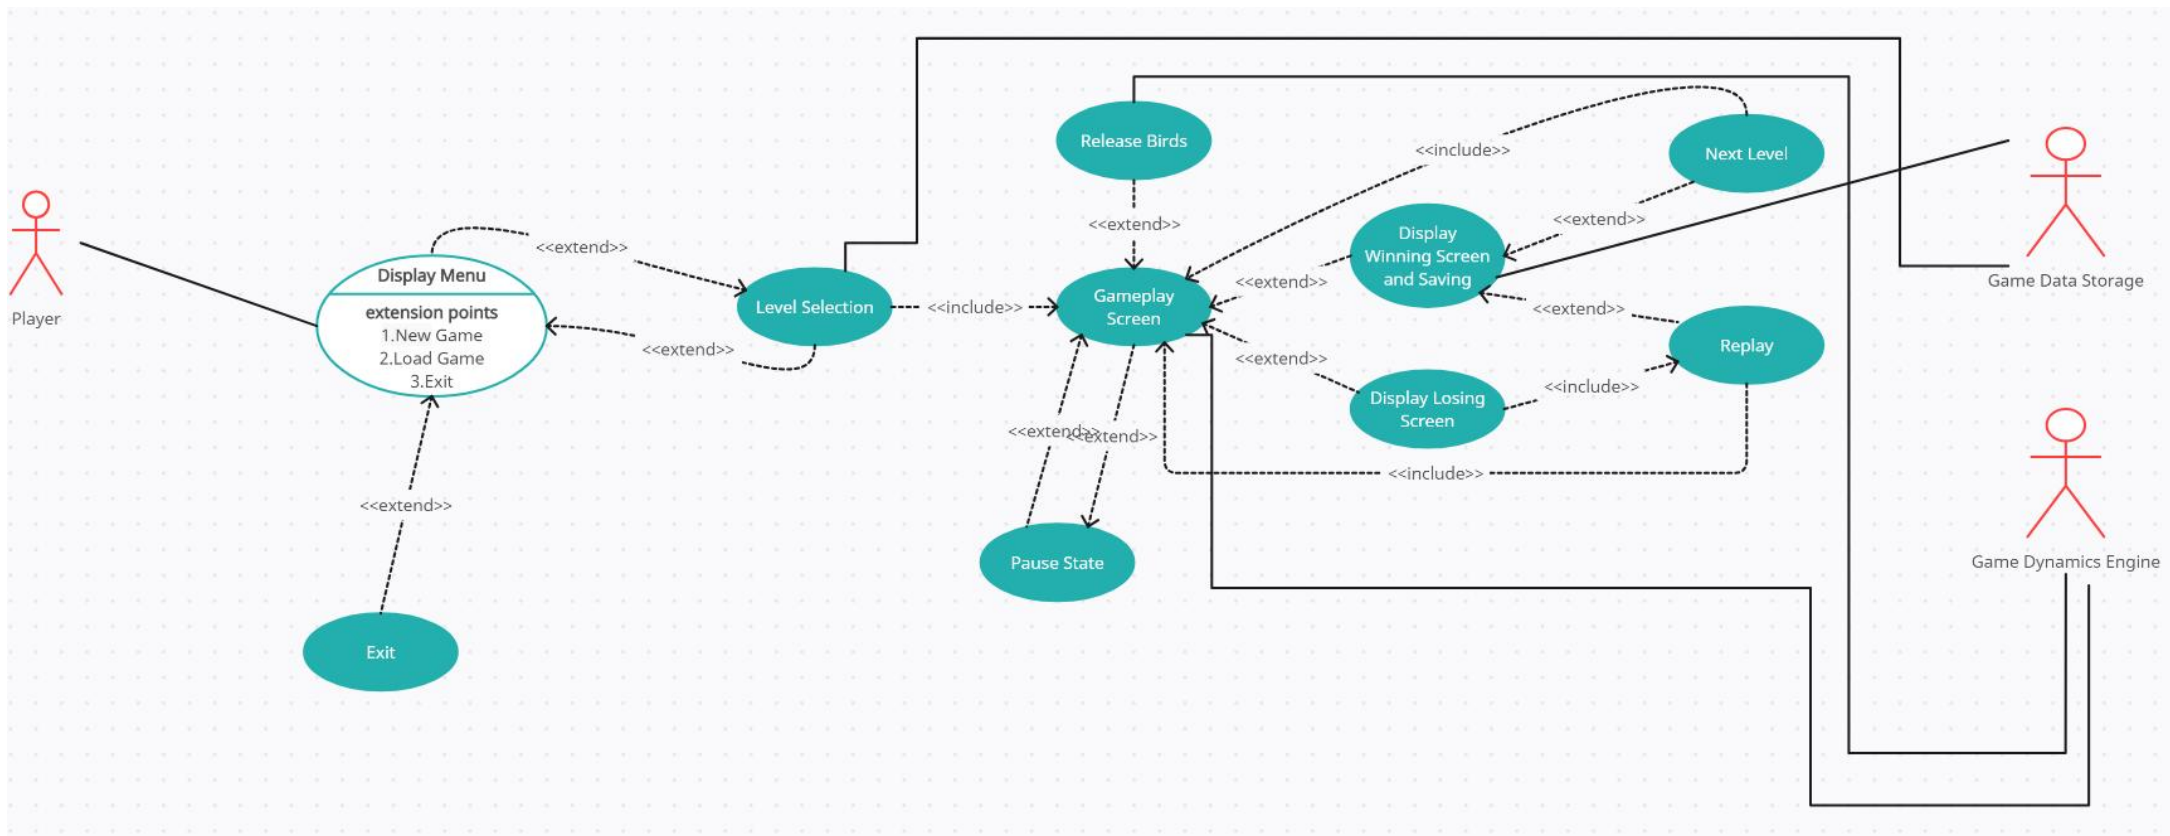 Release Birds
<<include>>
Next Level
<<extend>>
<<extend>>
Display
Winning Screen
and Saving
<<extend>>
Display Menu
extension points
1.New Game
2.Load Game
3.Exit
<<extend>>
Level Selection
<<include>>
Gameplay
Screen
<<extend>>
<<extend>>
Game Data Storage
Player
<<extend>>
Replay
<<extend>>
<<include>>
Display Losing
Screen
<<extend>>
<<extend>>
<<include>>
<<extend>>
Pause State
Game Dynamics Engine
Exit